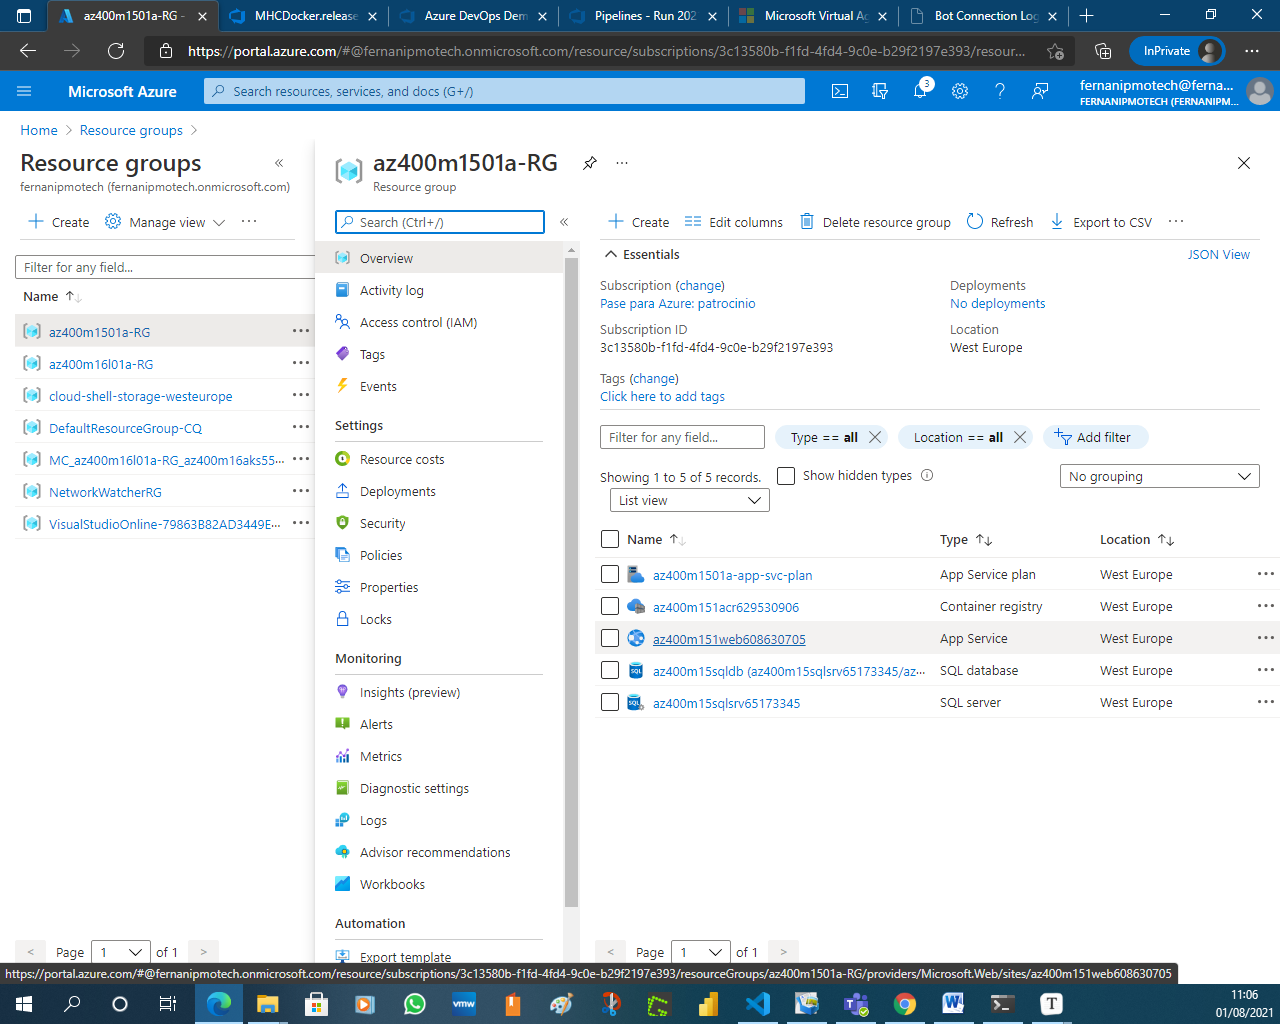 az400m1501a-RG -
MHCDocker.release
Azure DevOps Dem
Pipelines - Run 202
Microsoft Virtual Ag
Bot Connection Log
https://portal.azure.com/#@fernanipmotech.onmicrosoft.com/resource/subscriptions/3c13580b-f1fd-4fd4-9c0e-b29f2197e393/resour...
InPrivate
Microsoft Azure
Search resources, services, and docs (G+/)
3
fernanipmotech@ferna...
FERNANIPMOTECH (FERNANIPM...
Home > Resource groups >
Resource groups
fernanipmotech (fernanipmotech.onmicrosoft.com)
Create
Manage view
Filter for any field...
Name
az400m1501a-RG
az400m16l01a-RG
cloud-shell-storage-westeurope
DefaultResourceGroup-CQ
MC_az400m16l01a-RG_az400m16aks55...
NetworkWatcherRG
VisualStudioOnline-79863B82AD3449E...
< Page 1 of 1 >
az400m1501a-RG
Resource group
Search (Ctrl+/)
Overview
Activity log
Access control (IAM)
Tags
Events
Settings
Resource costs
Deployments
Security
Policies
Properties
Locks
Monitoring
Insights (preview)
Alerts
Metrics
Diagnostic settings
Logs
Advisor recommendations
Workbooks
Automation
Export template
Create
Edit columns
Delete resource group
Refresh
Export to CSV
Essentials
JSON View
Subscription (change)
Pase para Azure: patrocinio
Deployments
No deployments
Subscription ID
3c13580b-f1fd-4fd4-9c0e-b29f2197e393
Location
West Europe
Tags (change)
Click here to add tags
Filter for any field...
Type == all
Location == all
Add filter
Showing 1 to 5 of 5 records.
Show hidden types
No grouping
List view
Name Type Location
az400m1501a-app-svc-plan App Service plan West Europe
az400m151acr629530906 Container registry West Europe
az400m151web608630705 App Service West Europe
az400m15sqldb (az400m15sqlsrv65173345/az... SQL database West Europe
az400m15sqlsrv65173345 SQL server West Europe
< Page 1 of 1 >
https://portal.azure.com/#@fernanipmotech.onmicrosoft.com/resource/subscriptions/3c13580b-f1fd-4fd4-9c0e-b29f2197e393/resourceGroups/az400m1501a-RG/providers/Microsoft.Web/sites/az400m151web608630705
11:06
01/08/2021